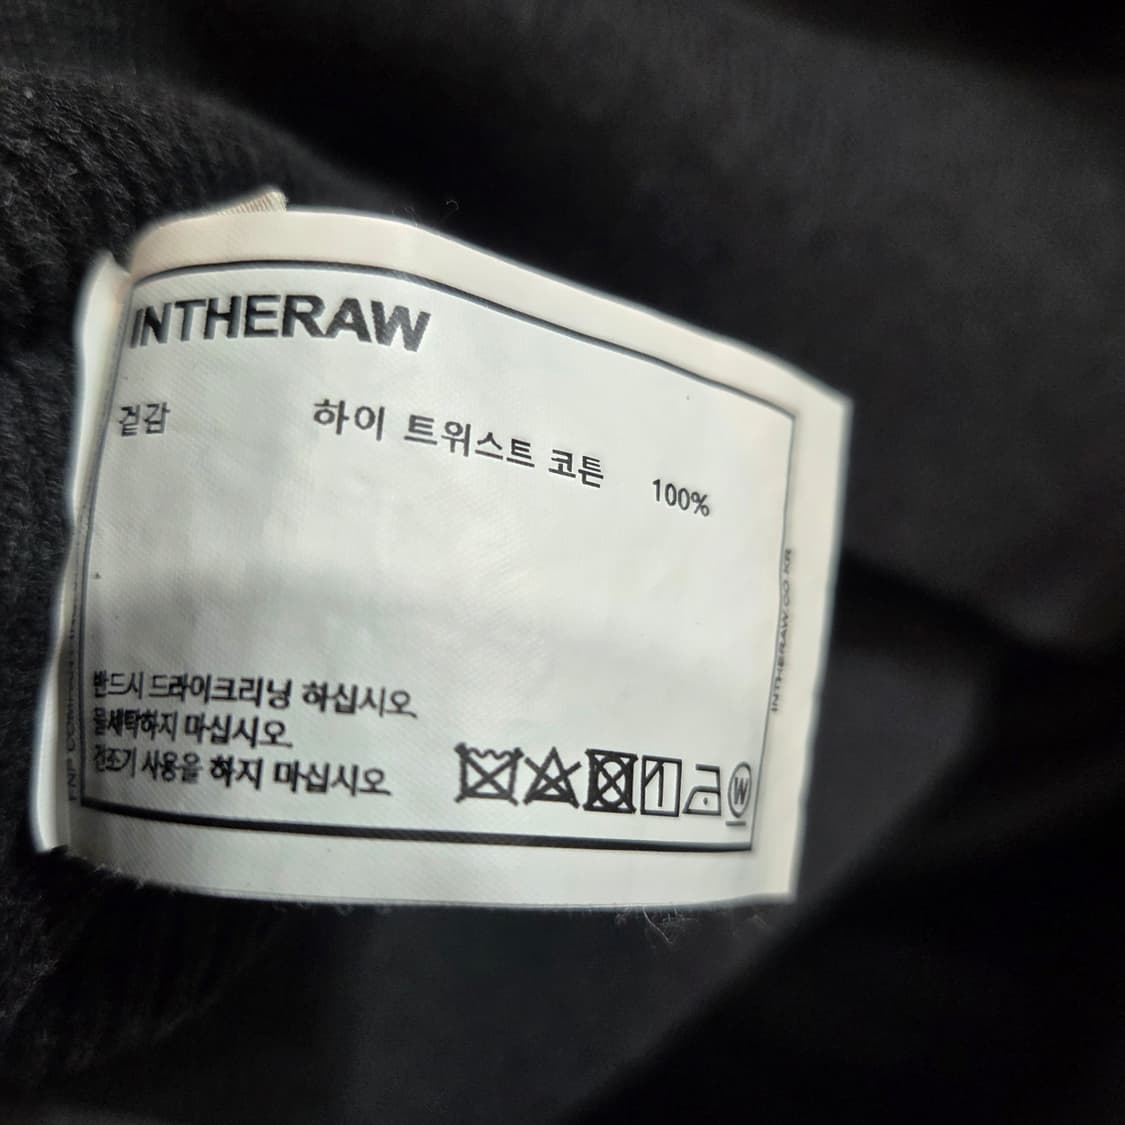 INTHERAW
겉감 하이 트위스트 코튼 100%
반드시 드라이크리닝 하십시오
물세탁하지 마십시오
건조기 사용을 하지 마십시오
W
INTHERAW.CO.KR